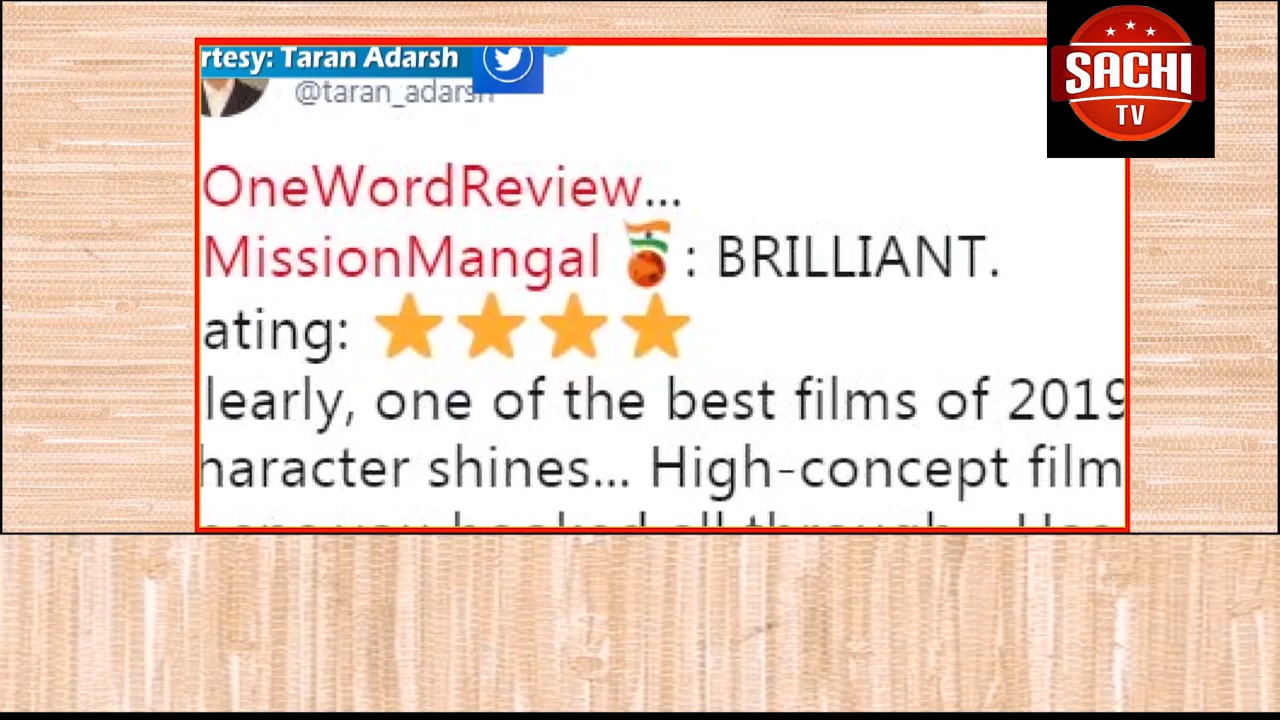 rtesy: Taran Adarsh
@taran_adarsh
SACHI
TV
OneWordReview...
MissionMangal : BRILLIANT.
ating:
learly, one of the best films of 2019
haracter shines... High-concept film